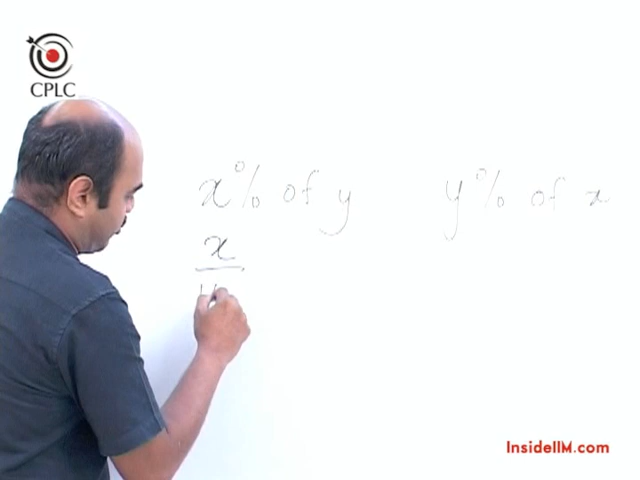 CPLC
x% of y y% of x
x
InsideIIM.com